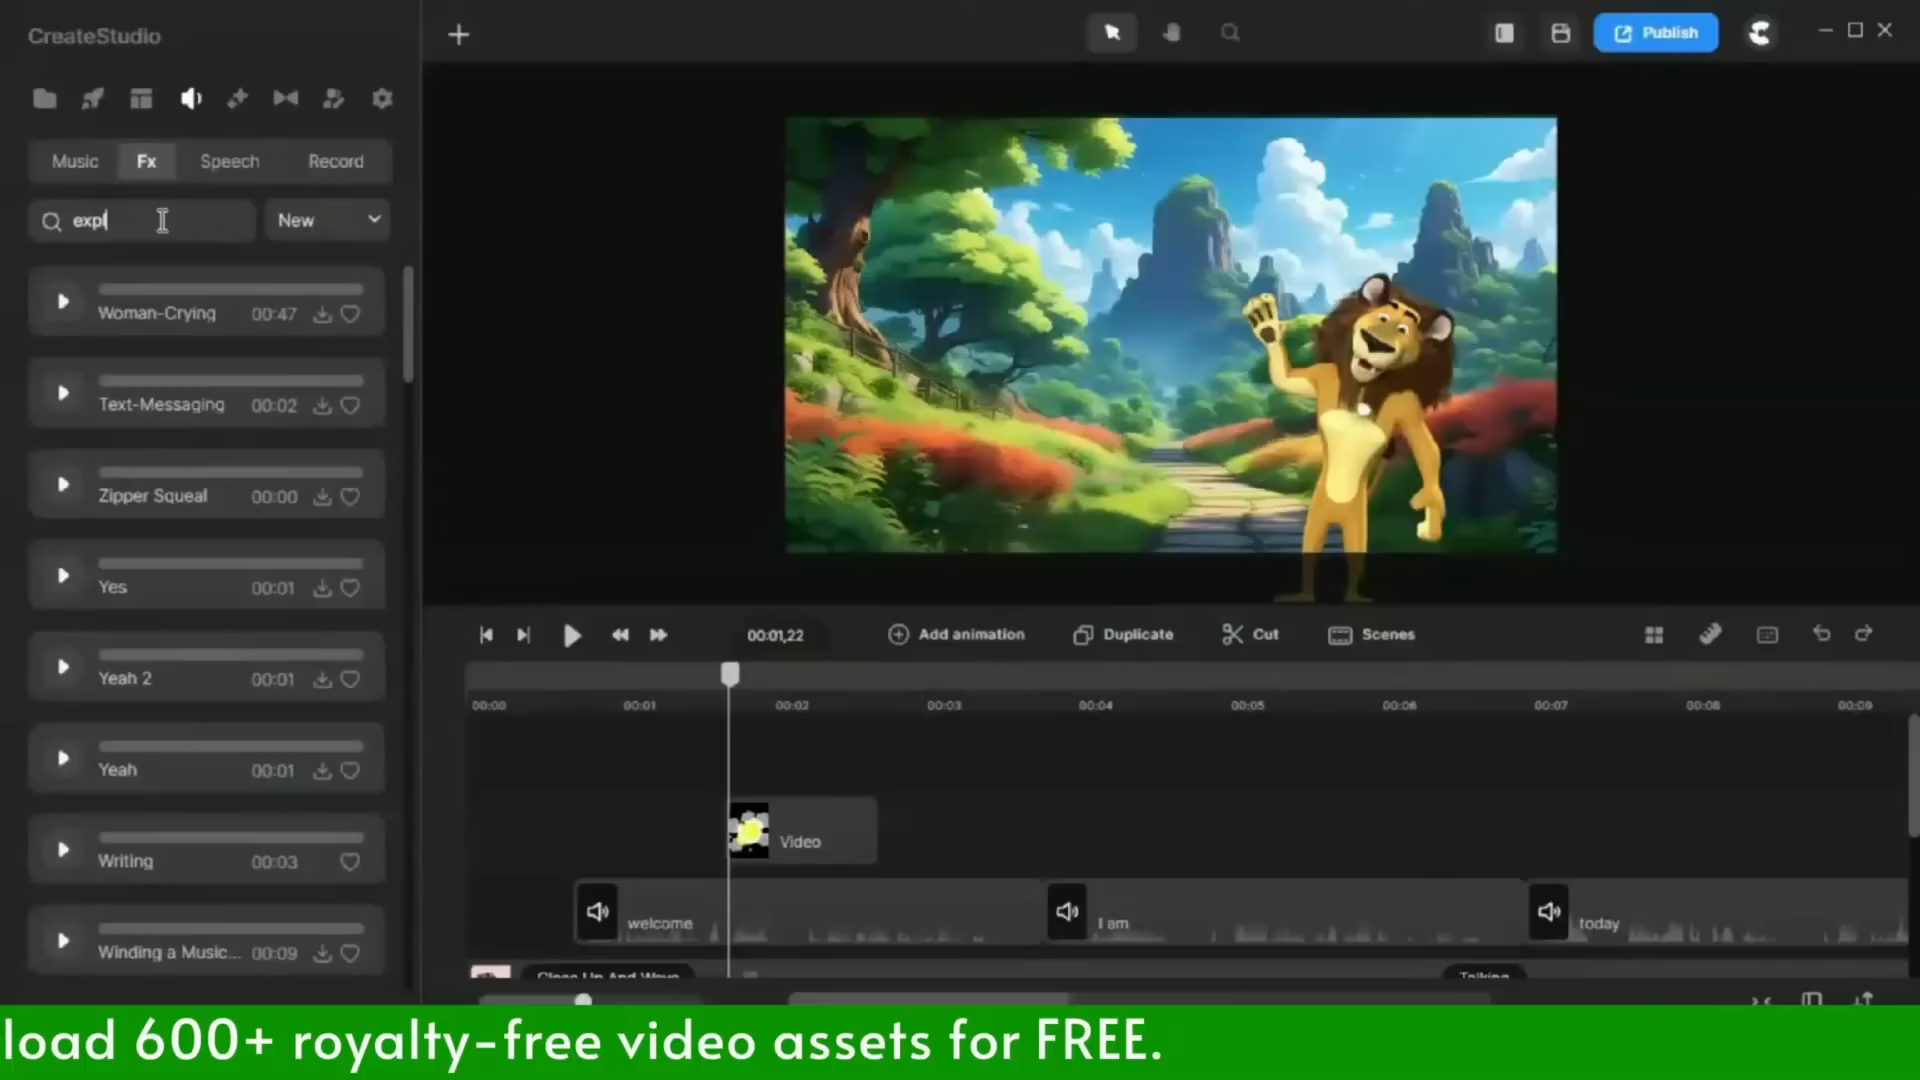 CreateStudio
Publish
Music Fx Speech Record
expl New
Woman-Crying 00:47
Text-Messaging 00:02
Zipper Squeal 00:00
Yes 00:01
Yeah 2 00:01
Yeah 00:01
Writing 00:03
Winding a Music... 00:09
00:01,22 Add animation Duplicate Cut Scenes
00:00 00:01 00:02 00:03 00:04 00:05 00:06 00:07 00:08 00:09
Video
welcome I am today
Close Up And Wave Talking
load 600+ royalty-free video assets for FREE.